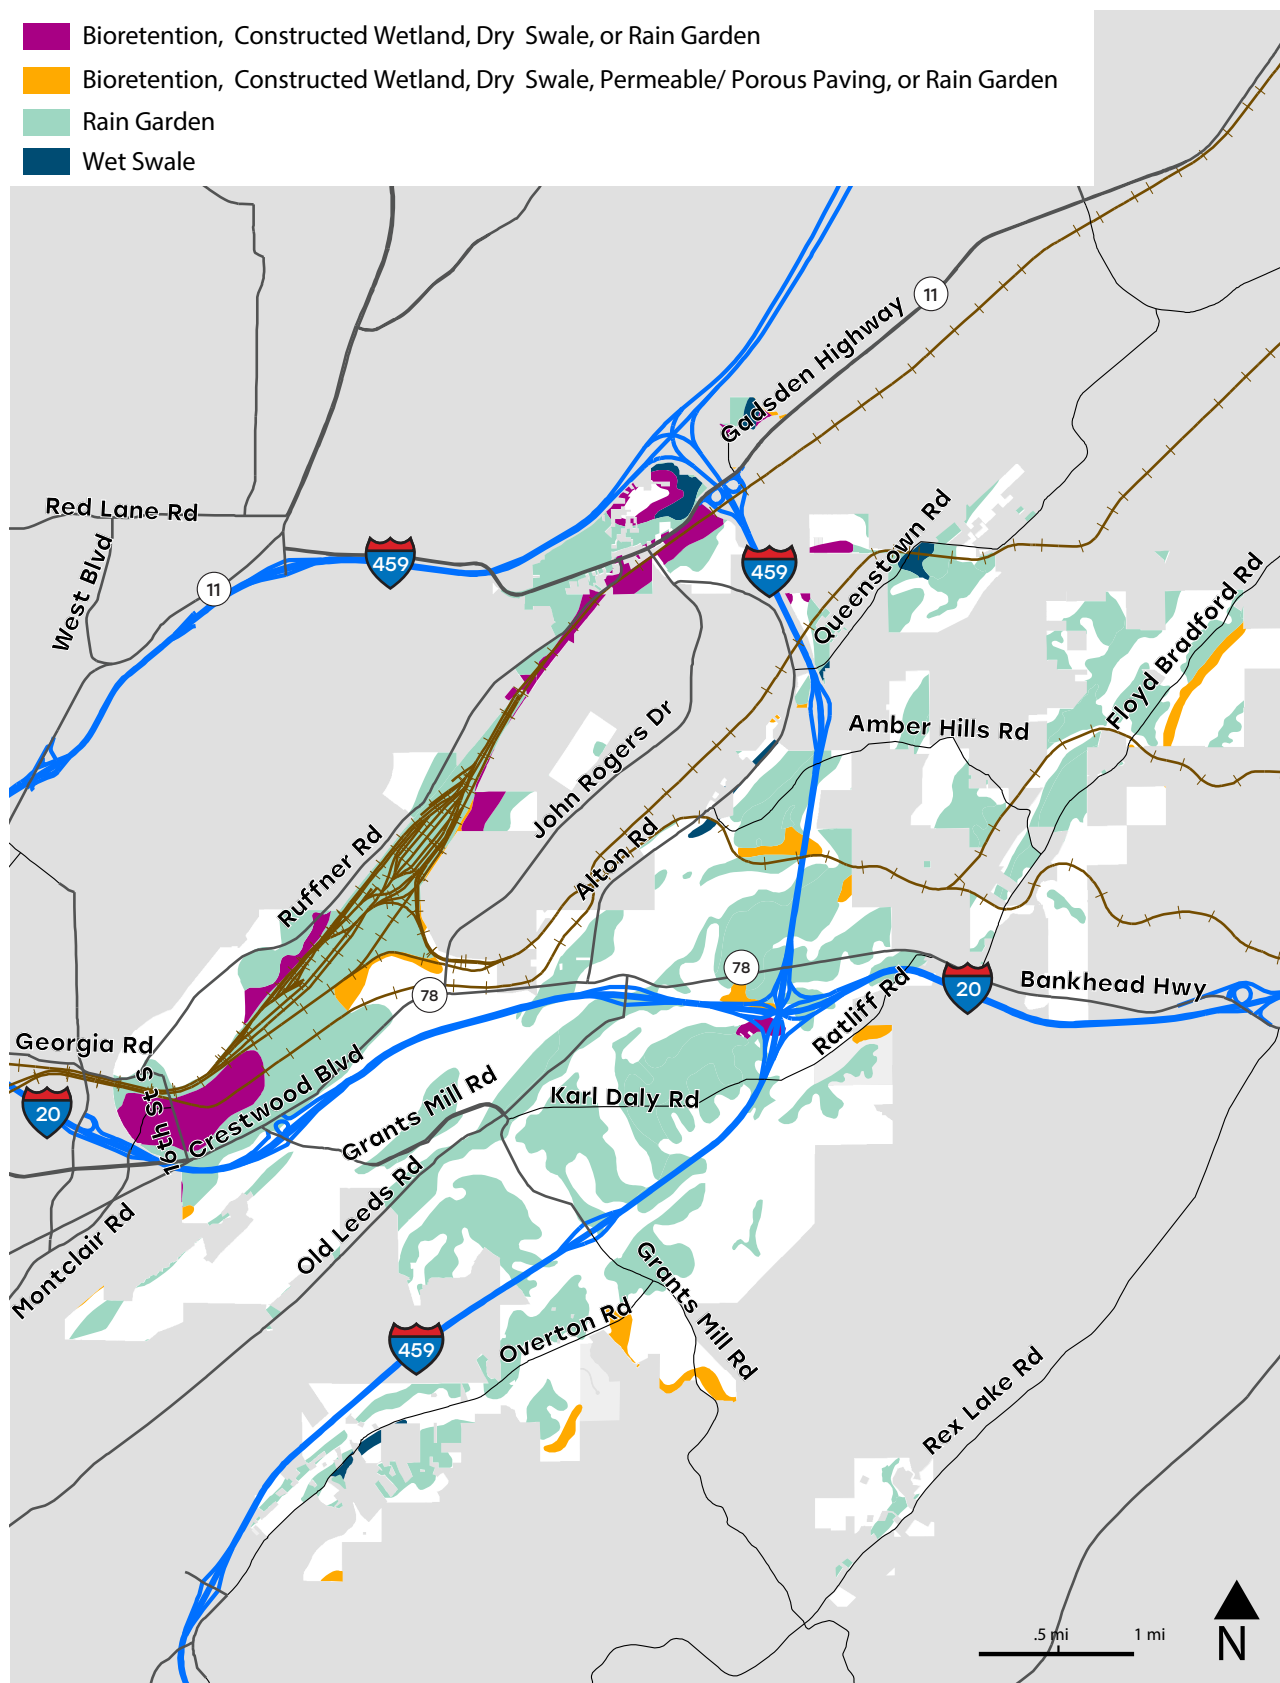 Bioretention, Constructed Wetland, Dry Swale, or Rain Garden
Bioretention, Constructed Wetland, Dry Swale, Permeable/ Porous Paving, or Rain Garden
Rain Garden
Wet Swale
11
Gadsden Highway
Red Lane Rd
West Blvd
459
11
459
Queenstown Rd
Floyd Bradford Rd
Amber Hills Rd
John Rogers Dr
Ruffner Rd
Alton Rd
78
78
20
Bankhead Hwy
Ratliff Rd
Georgia Rd
20
16th St S
Crestwood Blvd
Grants Mill Rd
Karl Daly Rd
Old Leeds Rd
Montclair Rd
Grants Mill Rd
Overton Rd
459
Rex Lake Rd
.5 mi
1 mi
N